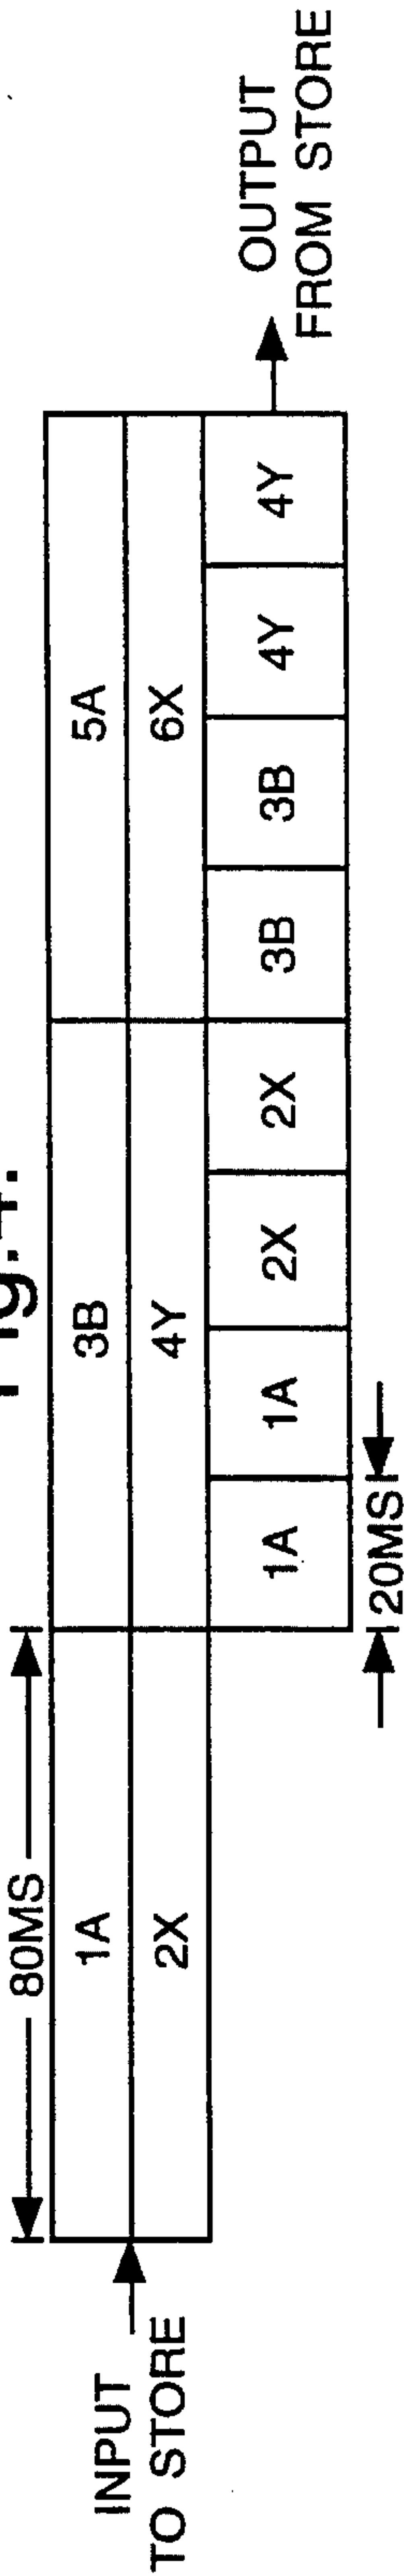 Fig.4.
80MS
INPUT
TO STORE
1A
3B
5A
2X
4Y
6X
1A
1A
2X
2X
3B
3B
4Y
4Y
20MS
OUTPUT
FROM STORE